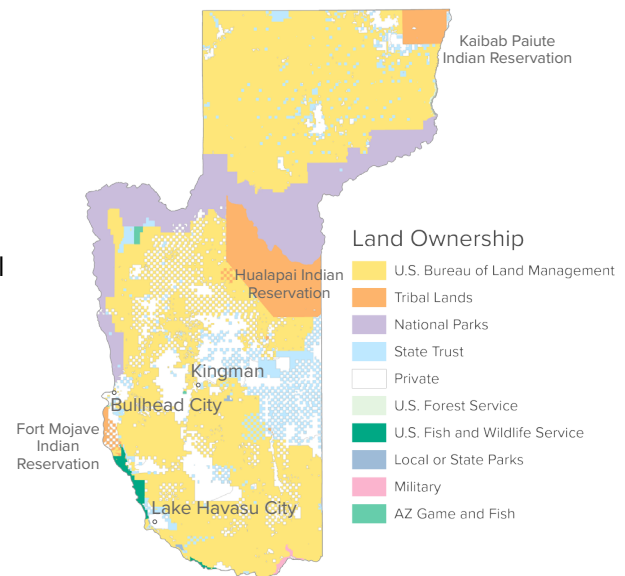 Kaibab Paiute
Indian Reservation
Land Ownership
U.S. Bureau of Land Management
Tribal Lands
National Parks
State Trust
Private
U.S. Forest Service
U.S. Fish and Wildlife Service
Local or State Parks
Military
AZ Game and Fish
Hualapai Indian
Reservation
Kingman
Bullhead City
Fort Mojave
Indian
Reservation
Lake Havasu City